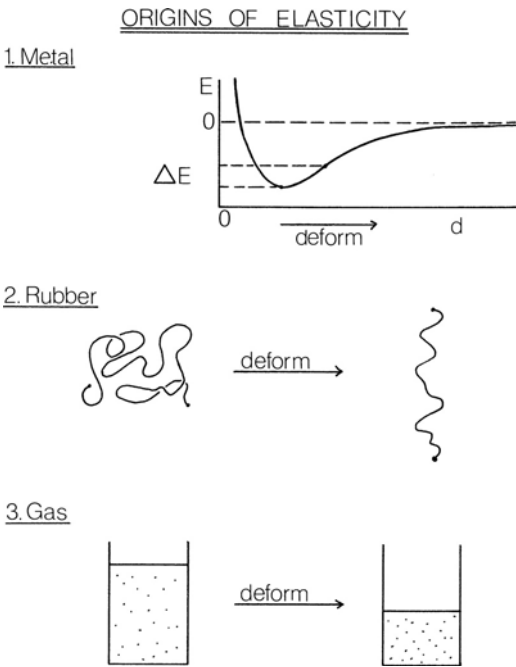 ORIGINS OF ELASTICITY
1. Metal
E
0
ΔE
0
deform
d
2. Rubber
deform
3. Gas
deform